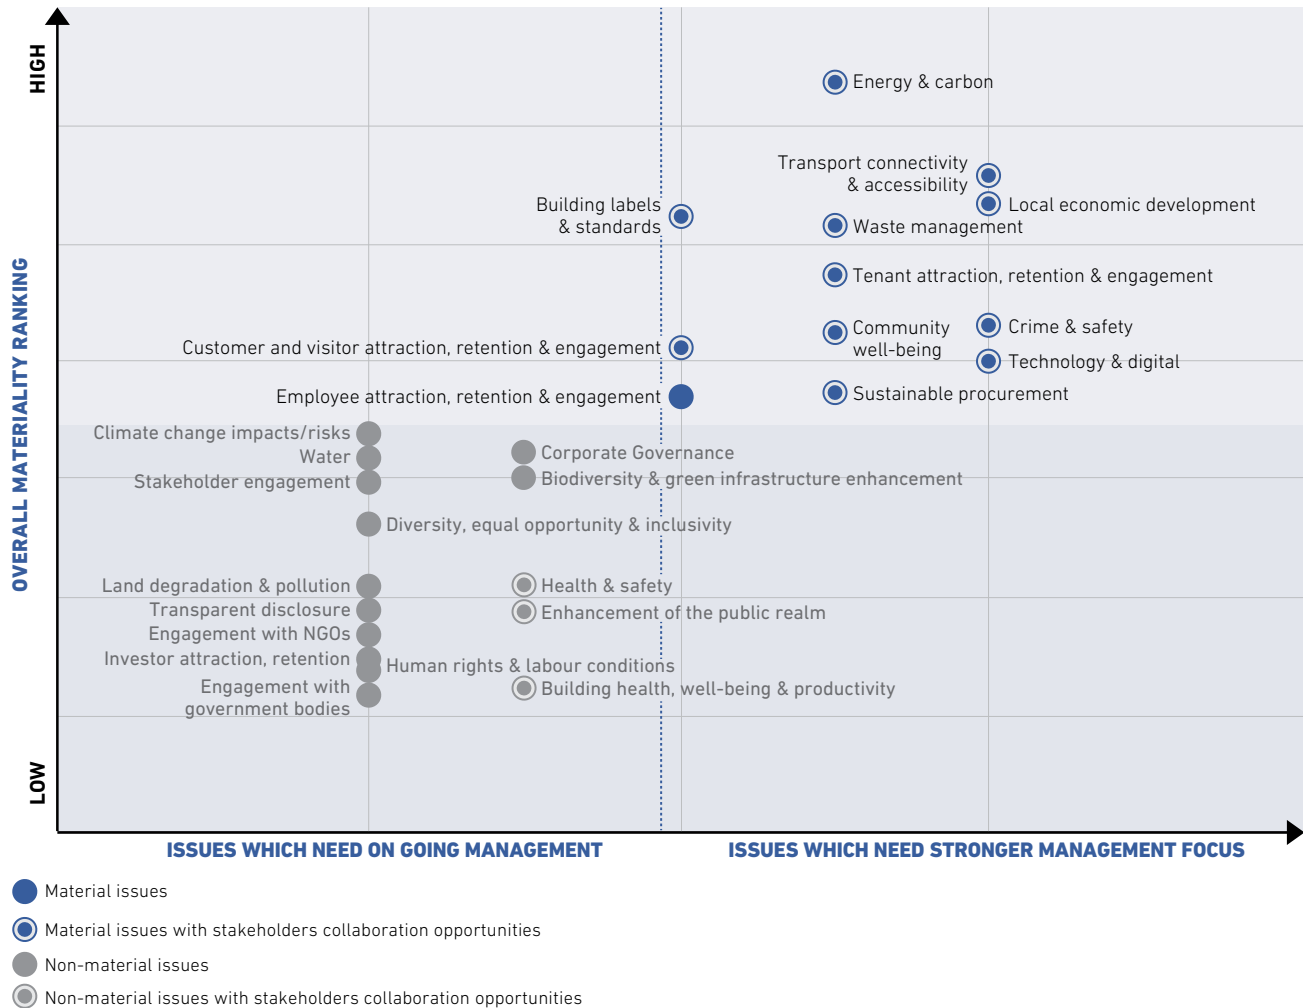 HIGH
Energy & carbon
Transport connectivity
& accessibility
Building labels
& standards
Local economic development
Waste management
Tenant attraction, retention & engagement
Community
well-being
Crime & safety
Customer and visitor attraction, retention & engagement
Technology & digital
Employee attraction, retention & engagement
Sustainable procurement
OVERALL MATERIALITY RANKING
Climate change impacts/risks
Water
Stakeholder engagement
Corporate Governance
Biodiversity & green infrastructure enhancement
Diversity, equal opportunity & inclusivity
Land degradation & pollution
Transparent disclosure
Engagement with NGOs
Investor attraction, retention
Human rights & labour conditions
Engagement with
government bodies
Health & safety
Enhancement of the public realm
Building health, well-being & productivity
LOW
ISSUES WHICH NEED ON GOING MANAGEMENT
ISSUES WHICH NEED STRONGER MANAGEMENT FOCUS
Material issues
Material issues with stakeholders collaboration opportunities
Non-material issues
Non-material issues with stakeholders collaboration opportunities